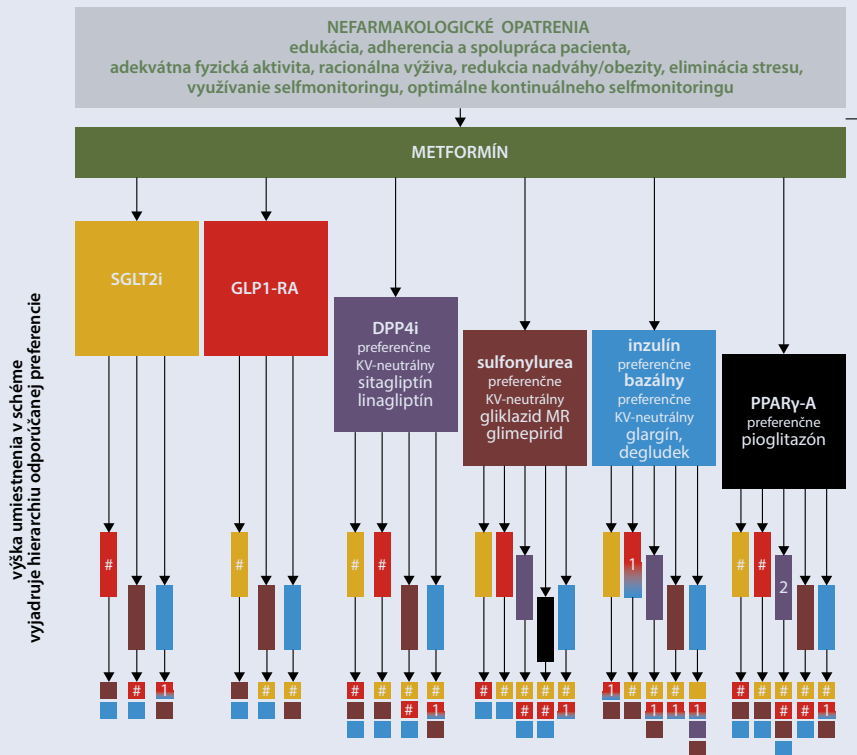 NEFARMAKOLOGICKÉ OPATRENIA
edukácia, adherencia a spolupráca pacienta,
adekvátna fyzická aktivita, racionálna výživa, redukcia nadváhy/obezity, eliminácia stresu,
využívanie selfmonitoringu, optimálne kontinuálneho selfmonitoringu
METFORMÍN
výška umiestnenia v schéme
vyjadruje hierarchiu odporúčanej preferencie
SGLT2i
GLP1-RA
DPP4i
preferenčne
KV-neutrálny
sitagliptín
linagliptín
sulfonylurea
preferenčne
KV-neutrálny
gliklazid MR
glimepirid
inzulín
preferenčne
bazálny
preferenčne
KV-neutrálny
glargín,
degludek
PPARγ-A
preferenčne
pioglitazón
# # # # 1 # #
2
# 1 # # # # # # # # # # 1 # # # # # # # #
# 1 # # 1 1 1 1 # # 1